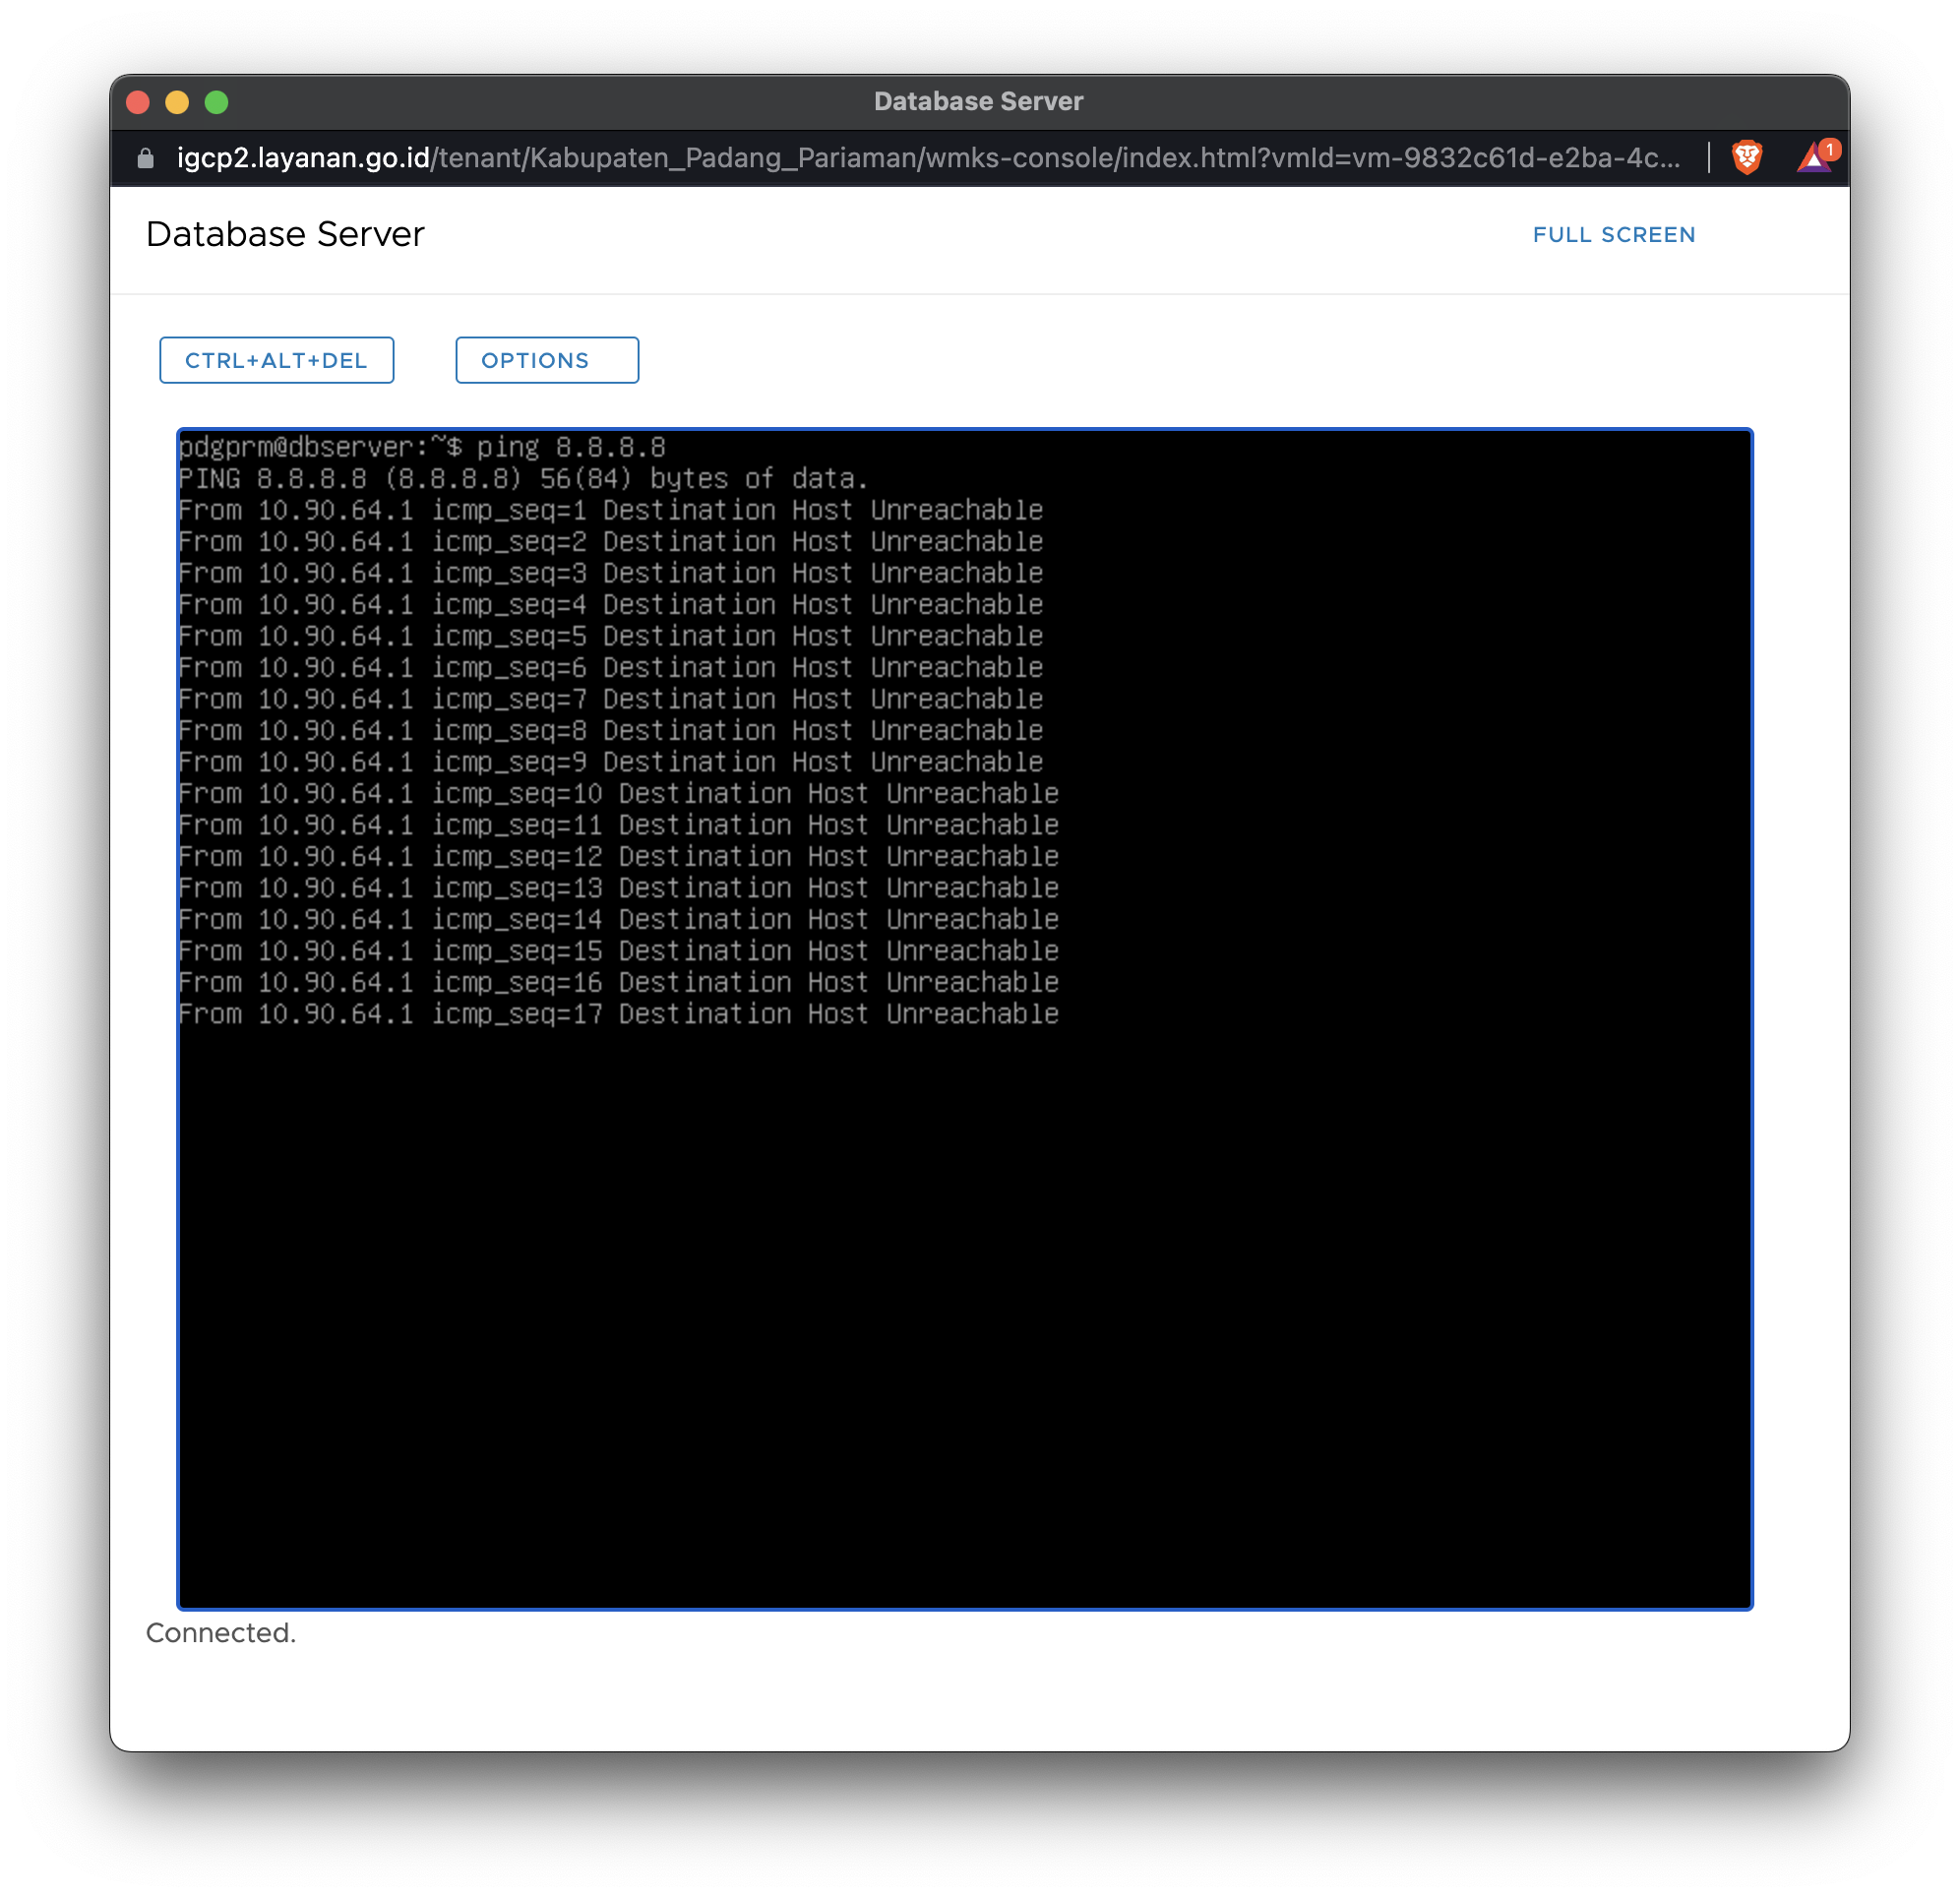 Database Server
igcp2.layanan.go.id/tenant/Kabupaten_Padang_Pariaman/wmks-console/index.html?vmId=vm-9832c61d-e2ba-4c...
1
Database Server
FULL SCREEN
CTRL+ALT+DEL
OPTIONS
pdgprm@dbserver:~$ ping 8.8.8.8
PING 8.8.8.8 (8.8.8.8) 56(84) bytes of data.
From 10.90.64.1 icmp_seq=1 Destination Host Unreachable
From 10.90.64.1 icmp_seq=2 Destination Host Unreachable
From 10.90.64.1 icmp_seq=3 Destination Host Unreachable
From 10.90.64.1 icmp_seq=4 Destination Host Unreachable
From 10.90.64.1 icmp_seq=5 Destination Host Unreachable
From 10.90.64.1 icmp_seq=6 Destination Host Unreachable
From 10.90.64.1 icmp_seq=7 Destination Host Unreachable
From 10.90.64.1 icmp_seq=8 Destination Host Unreachable
From 10.90.64.1 icmp_seq=9 Destination Host Unreachable
From 10.90.64.1 icmp_seq=10 Destination Host Unreachable
From 10.90.64.1 icmp_seq=11 Destination Host Unreachable
From 10.90.64.1 icmp_seq=12 Destination Host Unreachable
From 10.90.64.1 icmp_seq=13 Destination Host Unreachable
From 10.90.64.1 icmp_seq=14 Destination Host Unreachable
From 10.90.64.1 icmp_seq=15 Destination Host Unreachable
From 10.90.64.1 icmp_seq=16 Destination Host Unreachable
From 10.90.64.1 icmp_seq=17 Destination Host Unreachable
Connected.